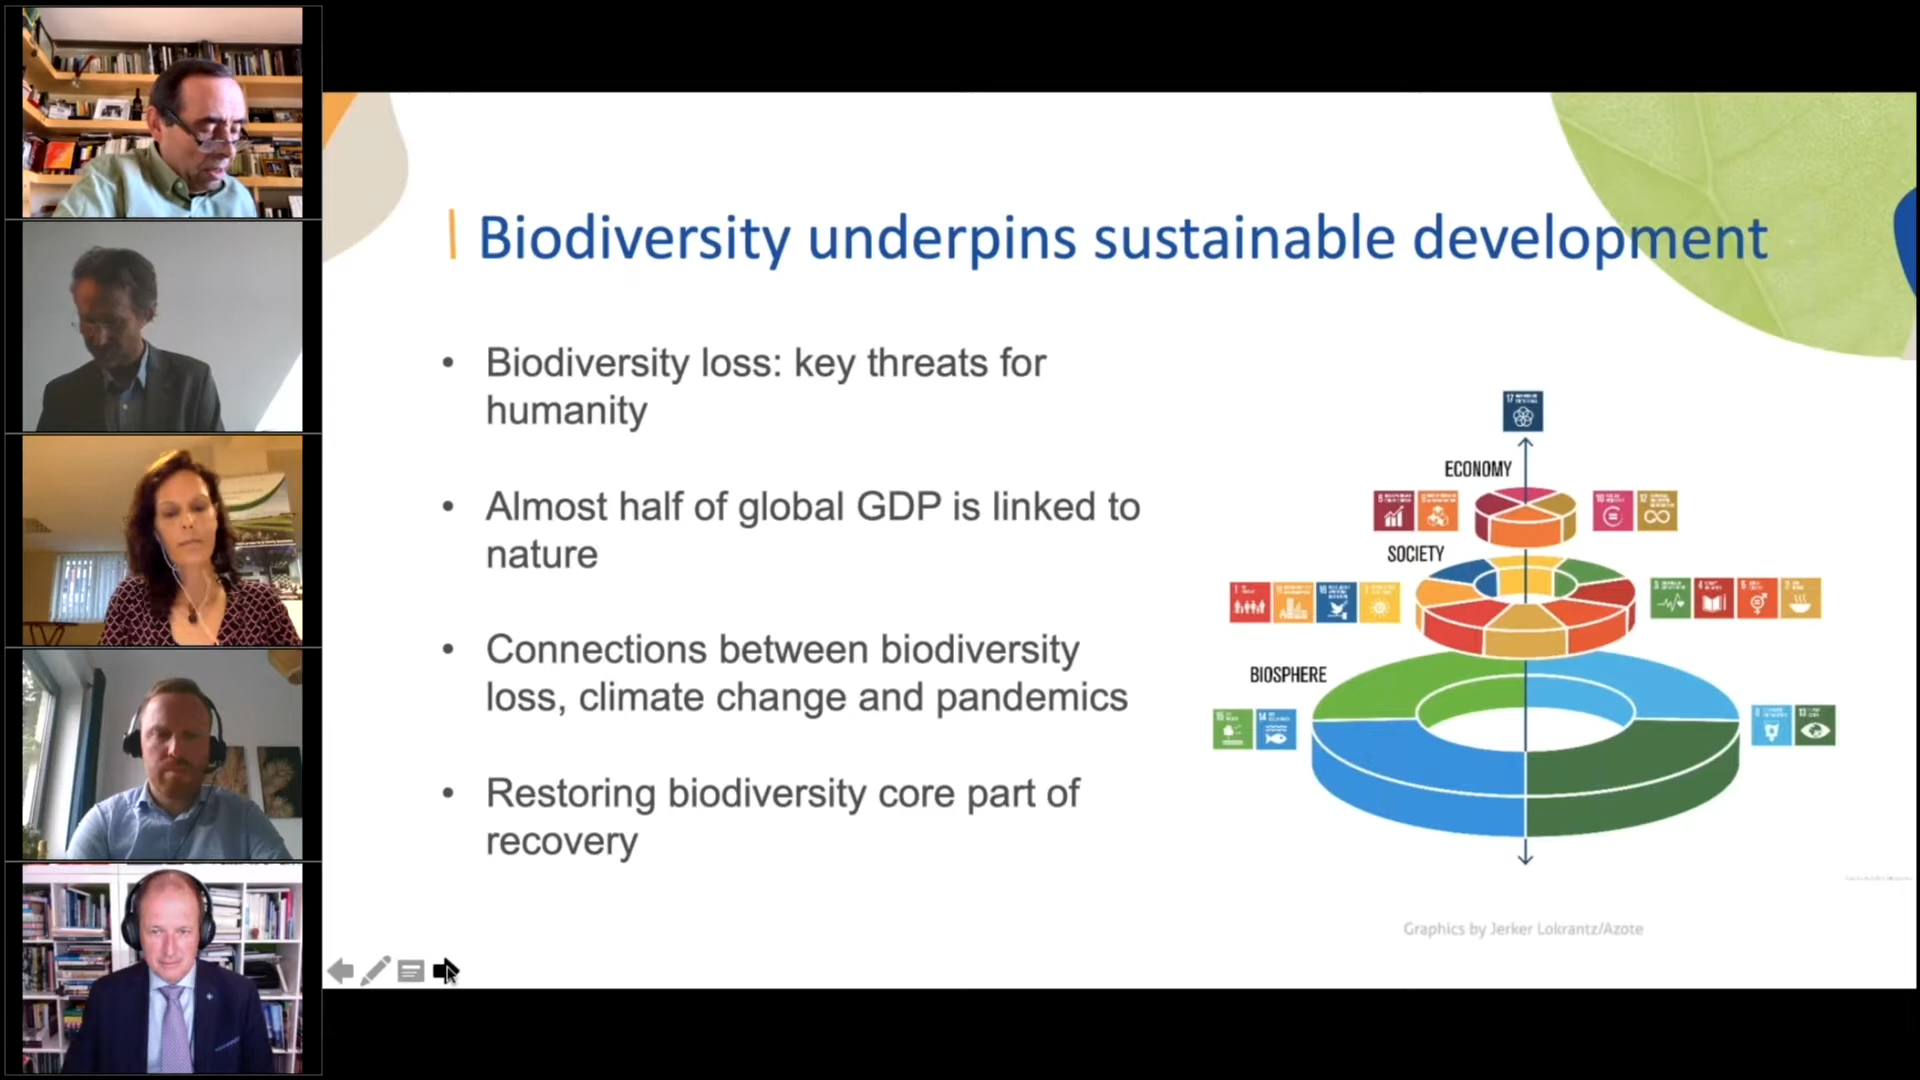 Biodiversity underpins sustainable development
• Biodiversity loss: key threats for
humanity
• Almost half of global GDP is linked to
nature
• Connections between biodiversity
loss, climate change and pandemics
• Restoring biodiversity core part of
recovery
17
ECONOMY
SOCIETY
BIOSPHERE
Graphics by Jerker Lokrantz/Azote